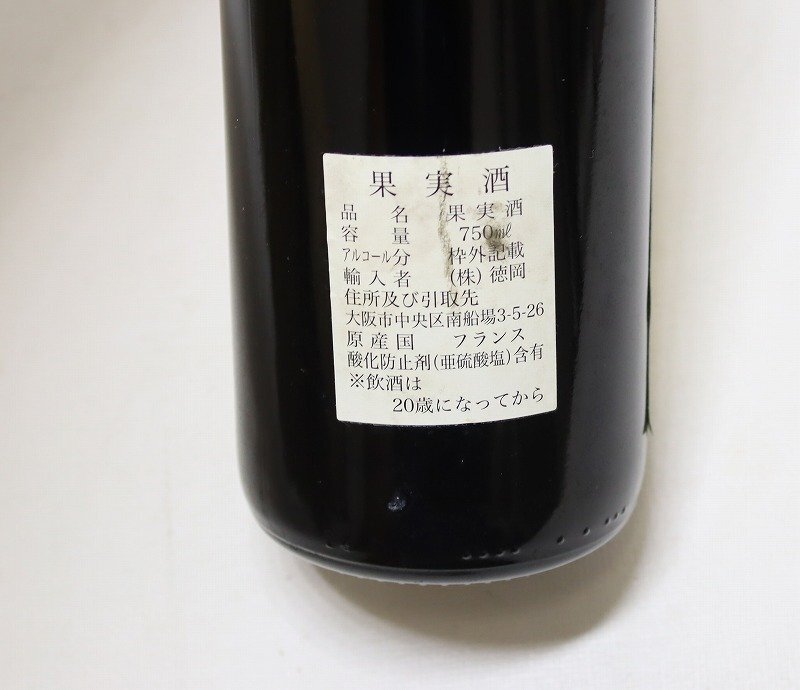 果実酒
品名 果実酒
容量 750㎖
アルコール分 枠外記載
輸入者 (株)徳岡
住所及び引取先
大阪市中央区南船場3-5-26
原産国 フランス
酸化防止剤(亜硫酸塩)含有
※飲酒は
20歳になってから